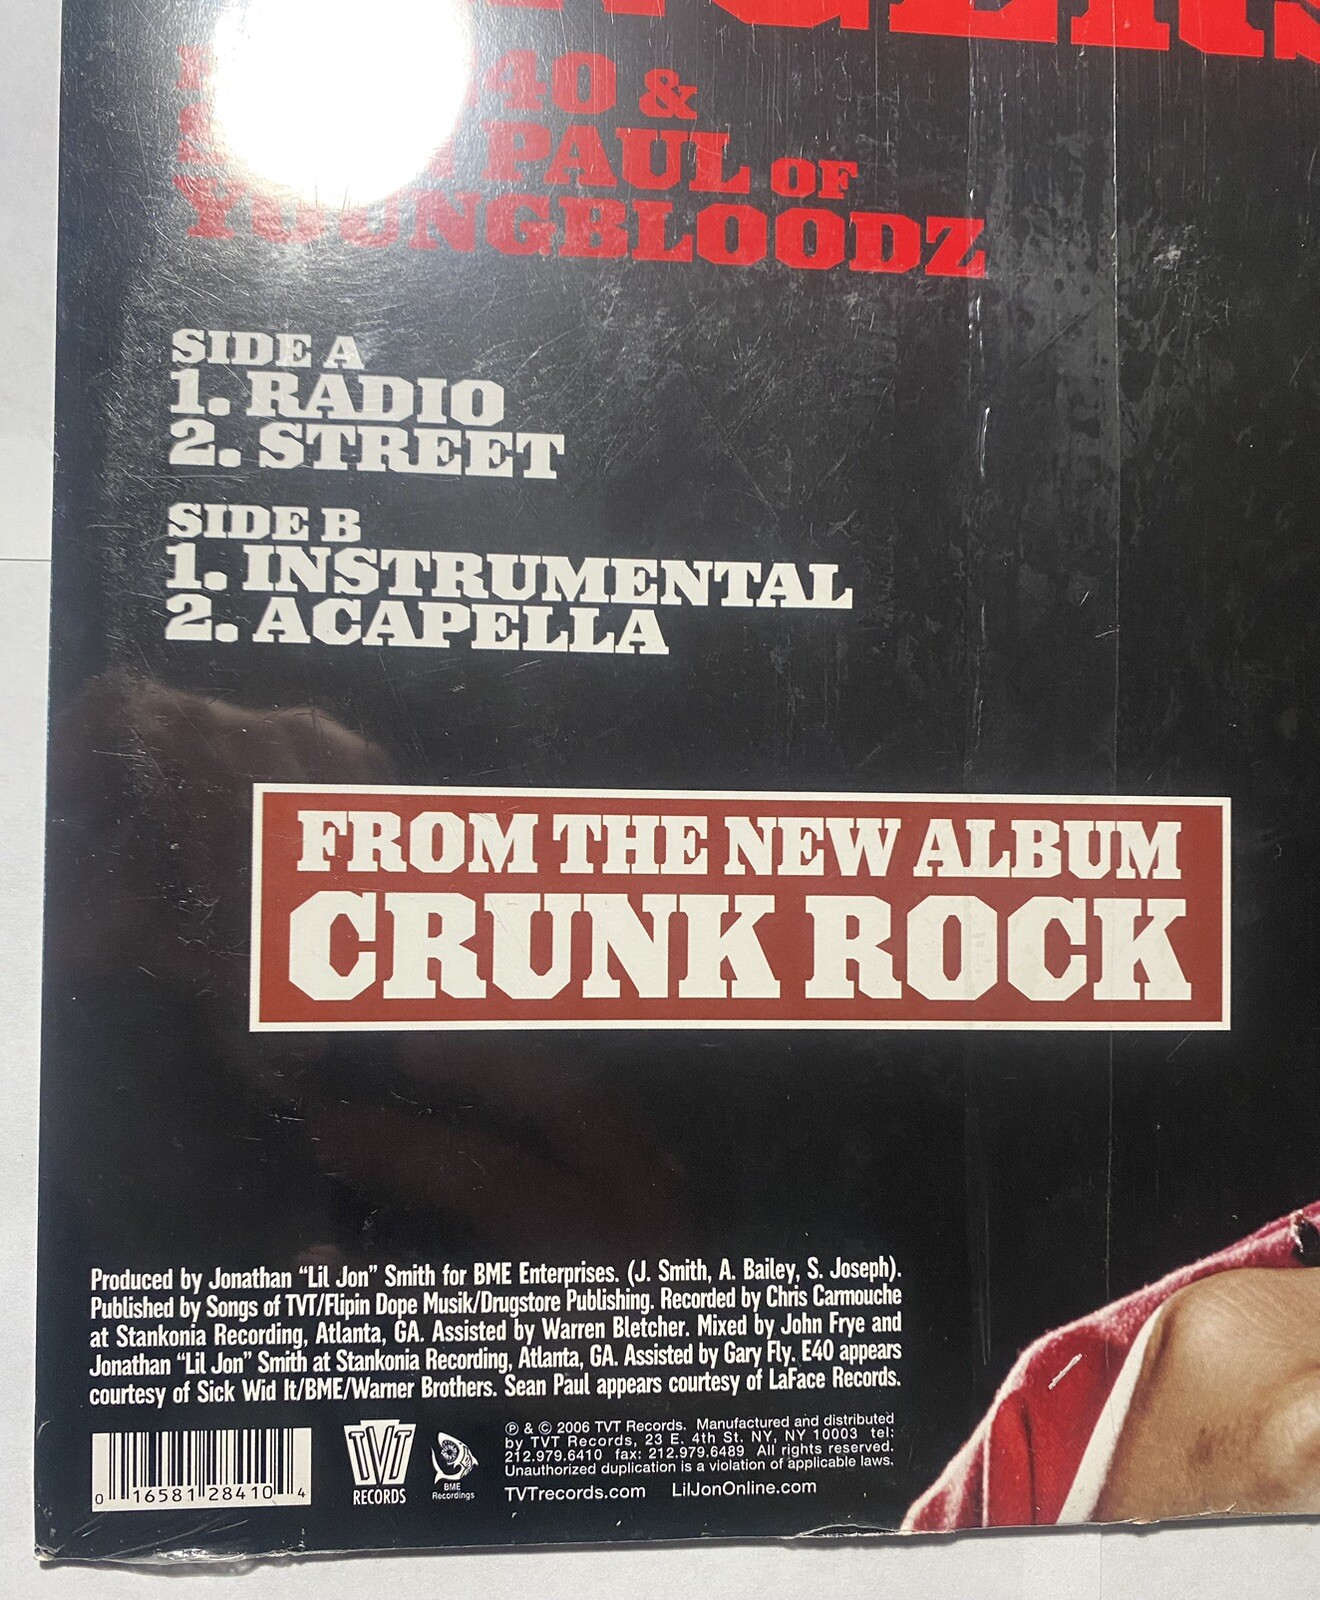 40 &
PAUL OF
YOUNGBLOODZ
SIDE A
1. RADIO
2. STREET
SIDE B
1. INSTRUMENTAL
2. ACAPELLA
FROM THE NEW ALBUM
CRUNK ROCK
Produced by Jonathan “Lil Jon” Smith for BME Enterprises. (J. Smith, A. Bailey, S. Joseph).
Published by Songs of TVT/Flipin Dope Musik/Drugstore Publishing. Recorded by Chris Carmouche
at Stankonia Recording, Atlanta, GA. Assisted by Warren Bletcher. Mixed by John Frye and
Jonathan “Lil Jon” Smith at Stankonia Recording, Atlanta, GA. Assisted by Gary Fly. E40 appears
courtesy of Sick Wid It/BME/Warner Brothers. Sean Paul appears courtesy of LaFace Records.
0 16581 28410 4
TVT
RECORDS
BME
Recordings
℗ & © 2006 TVT Records. Manufactured and distributed
by TVT Records, 23 E. 4th St. NY, NY 10003 tel:
212.979.6410 fax: 212.979.6489 All rights reserved.
Unauthorized duplication is a violation of applicable laws.
TVTrecords.com LilJonOnline.com